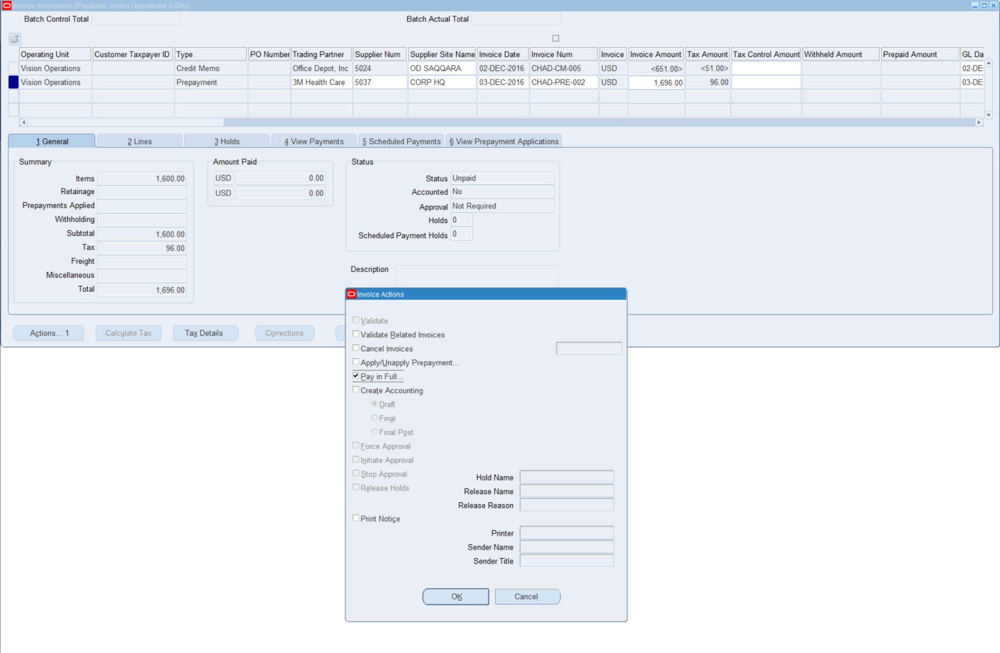 Invoice Workbench (Payables, Vision Operations (USA))
Batch Control Total Batch Actual Total
Operating Unit Customer Taxpayer ID Type PO Number Trading Partner Supplier Num Supplier Site Name Invoice Date Invoice Num Invoice Invoice Amount Tax Amount Tax Control Amount Withheld Amount Prepaid Amount GL Da
Vision Operations Credit Memo Office Depot, Inc 5024 OD SAQQARA 02-DEC-2016 CHAD-CM-005 USD <651.00> <51.00> 02-DE
Vision Operations Prepayment 3M Health Care 5037 CORP HQ 03-DEC-2016 CHAD-PRE-002 USD 1,696.00 96.00 03-DE
1 General 2 Lines 3 Holds 4 View Payments 5 Scheduled Payments 6 View Prepayment Applications
Summary
Items 1,600.00
Retainage
Prepayments Applied
Withholding
Subtotal 1,600.00
Tax 96.00
Freight
Miscellaneous
Total 1,696.00
Amount Paid
USD 0.00
USD 0.00
Status
Status Unpaid
Accounted No
Approval Not Required
Holds 0
Scheduled Payment Holds 0
Description
Actions... 1 Calculate Tax Tax Details Corrections
Invoice Actions
Validate
Validate Related Invoices
Cancel Invoices
Apply/Unapply Prepayment...
Pay in Full...
Create Accounting
Draft
Final
Final Post
Force Approval
Initiate Approval
Stop Approval
Release Holds
Hold Name
Release Name
Release Reason
Print Notice
Printer
Sender Name
Sender Title
OK Cancel